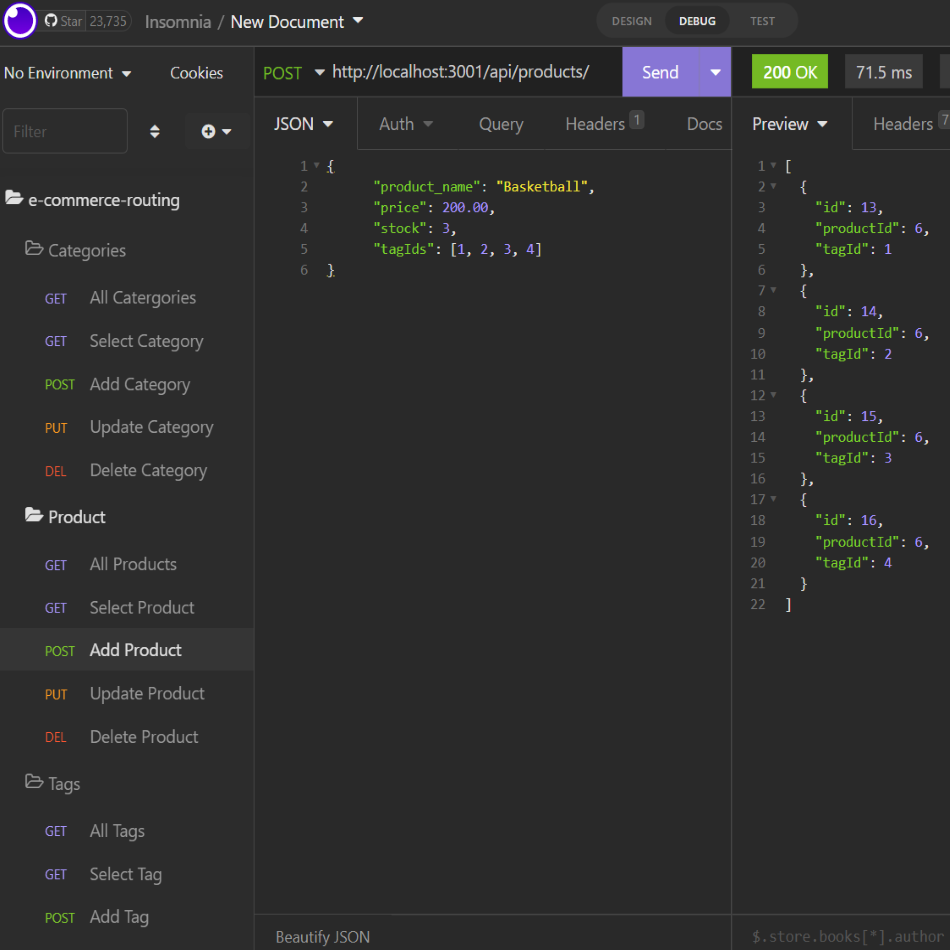 Star 23,735 Insomnia / New Document DESIGN DEBUG TEST
No Environment Cookies POST http://localhost:3001/api/products/ Send 200 OK 71.5 ms
Filter JSON Auth Query Headers 1 Docs Preview Headers 7
e-commerce-routing
Categories
GET All Catergories
GET Select Category
POST Add Category
PUT Update Category
DEL Delete Category
Product
GET All Products
GET Select Product
POST Add Product
PUT Update Product
DEL Delete Product
Tags
GET All Tags
GET Select Tag
POST Add Tag
1 {
2 "product_name": "Basketball",
3 "price": 200.00,
4 "stock": 3,
5 "tagIds": [1, 2, 3, 4]
6 }
Beautify JSON
1 [
2 {
3 "id": 13,
4 "productId": 6,
5 "tagId": 1
6 },
7 {
8 "id": 14,
9 "productId": 6,
10 "tagId": 2
11 },
12 {
13 "id": 15,
14 "productId": 6,
15 "tagId": 3
16 },
17 {
18 "id": 16,
19 "productId": 6,
20 "tagId": 4
21 }
22 ]
$.store.books[*].author